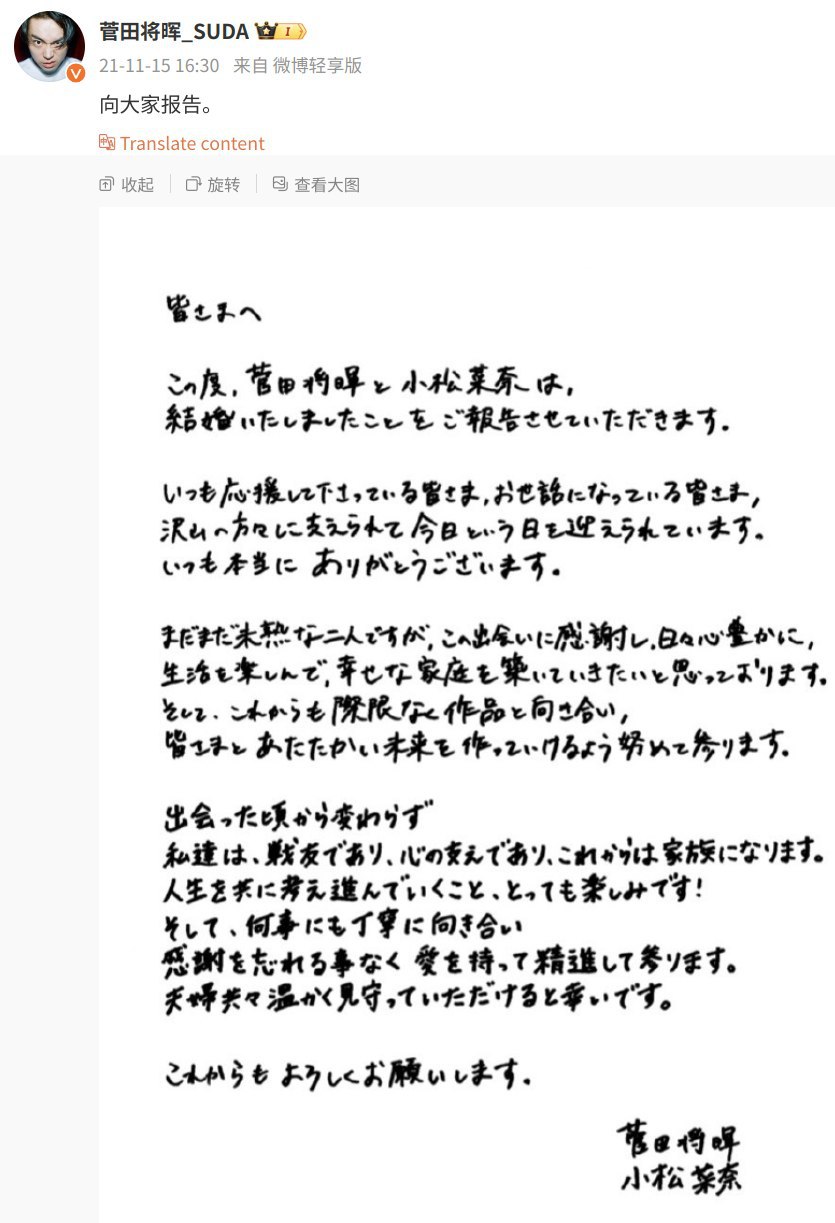 菅田将晖_SUDA I
21-11-15 16:30 来自 微博轻享版
向大家报告。
Translate content
收起 旋转 查看大图
皆さまへ
この度、菅田将暉と小松菜奈は、
結婚いたしましたことをご報告させていただきます。
いつも応援して下さっている皆さま、お世話になっている皆さま、
沢山の方々に支えられて今日という日を迎えられています。
いつも本当に ありがとうございます。
まだまだ未熟な二人ですが、この出会いに感謝し、日々心豊かに、
生活を楽しんで、幸せな家庭を築いていきたいと思っております。
そして、これからも際限なく作品と向き合い、
皆さまと あたたかい未来を作っていけるよう努めて参ります。
出会った頃から変わらず
私達は、戦友であり、心の支えであり、これからは家族になります。
人生を共に考え進んでいくこと、とっても楽しみです!
そして、何事にも丁寧に向き合い
感謝を忘れる事なく 愛を持って精進して参ります。
夫婦共々温かく見守っていただけると幸いです。
これからも よろしくお願いします。
菅田将暉
小松菜奈